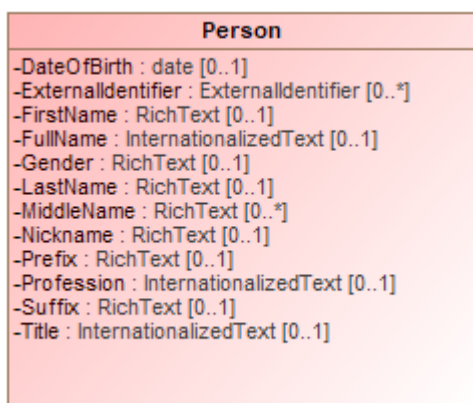 Person
-DateOfBirth : date [0..1]
-ExternalIdentifier : ExternalIdentifier [0..*]
-FirstName : RichText [0..1]
-FullName : InternationalizedText [0..1]
-Gender : RichText [0..1]
-LastName : RichText [0..1]
-MiddleName : RichText [0..*]
-Nickname : RichText [0..1]
-Prefix : RichText [0..1]
-Profession : InternationalizedText [0..1]
-Suffix : RichText [0..1]
-Title : InternationalizedText [0..1]